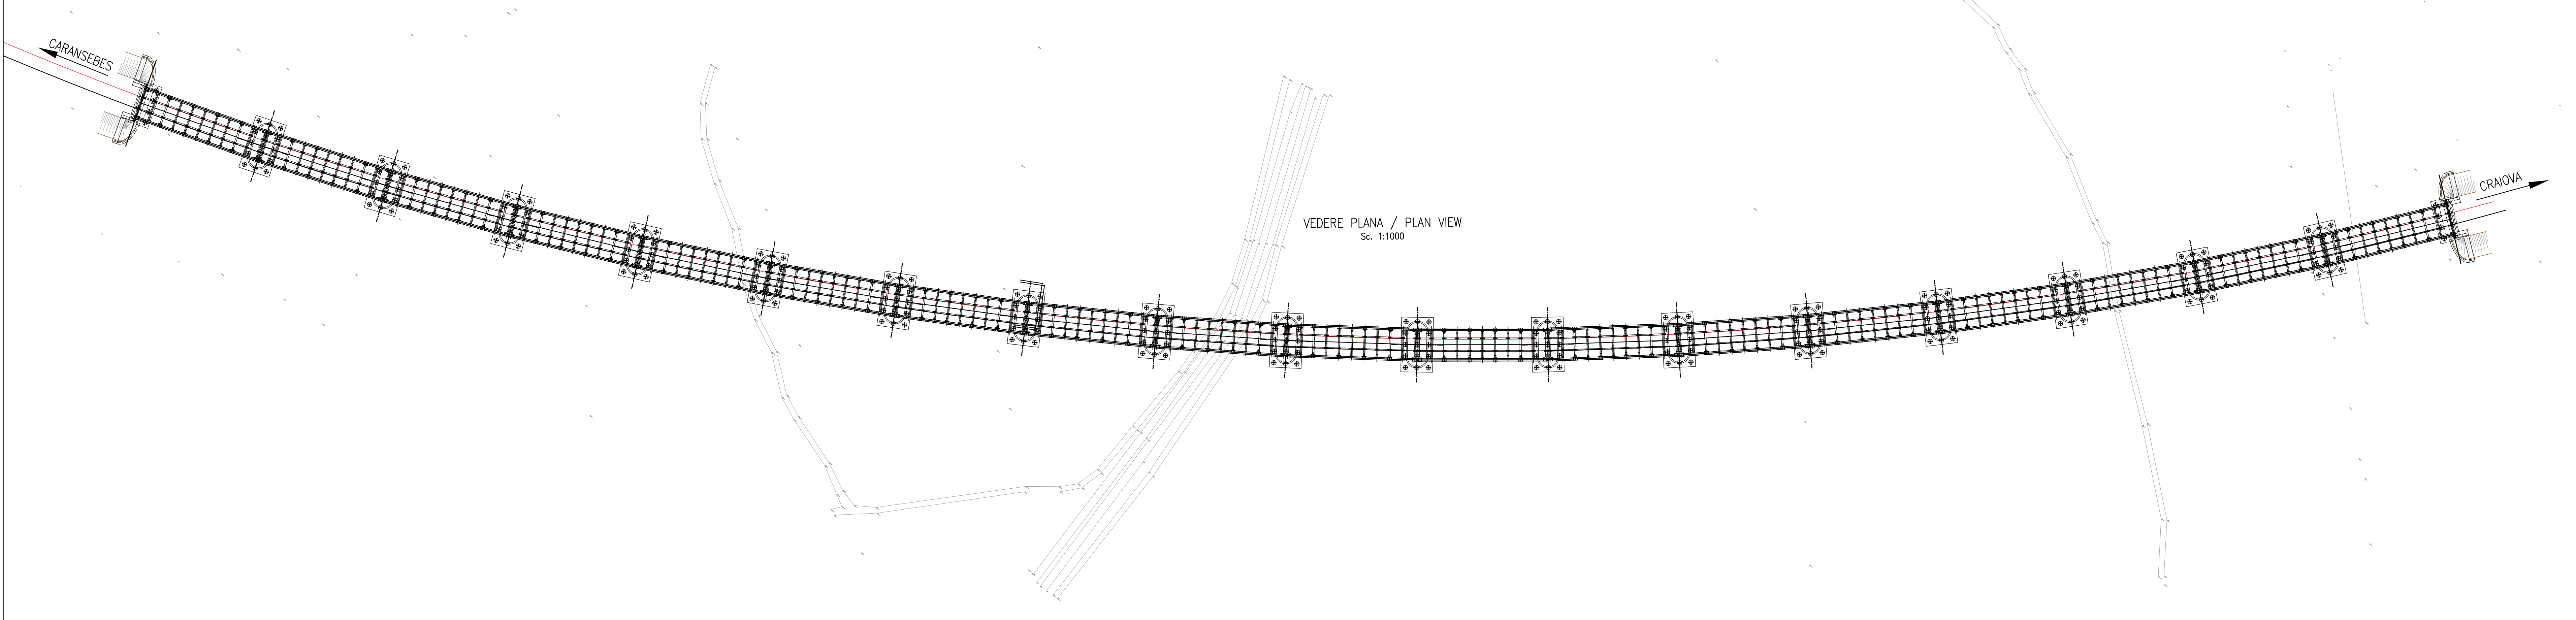 CARANSEBES
CRAIOVA
VEDERE PLANA / PLAN VIEW
Sc. 1:1000